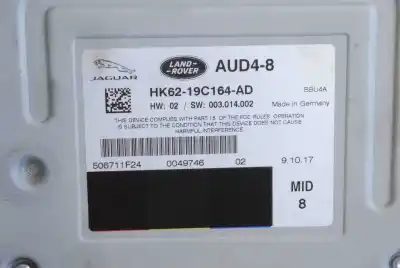 JAGUAR
LAND-
ROVER
AUD4-8
HK62-19C164-AD
BBU4A
HW: 02 / SW: 003.014.002
Made in Germany
THIS DEVICE COMPLIES WITH PART 15 OF THE FCC RULES OPERATION
IS SUBJECT TO THE CONDITION THAT THIS DEVICE DOES NOT CAUSE
HARMFUL INTERFERENCE
506711F24 0049746 02
9.10.17
MID
8